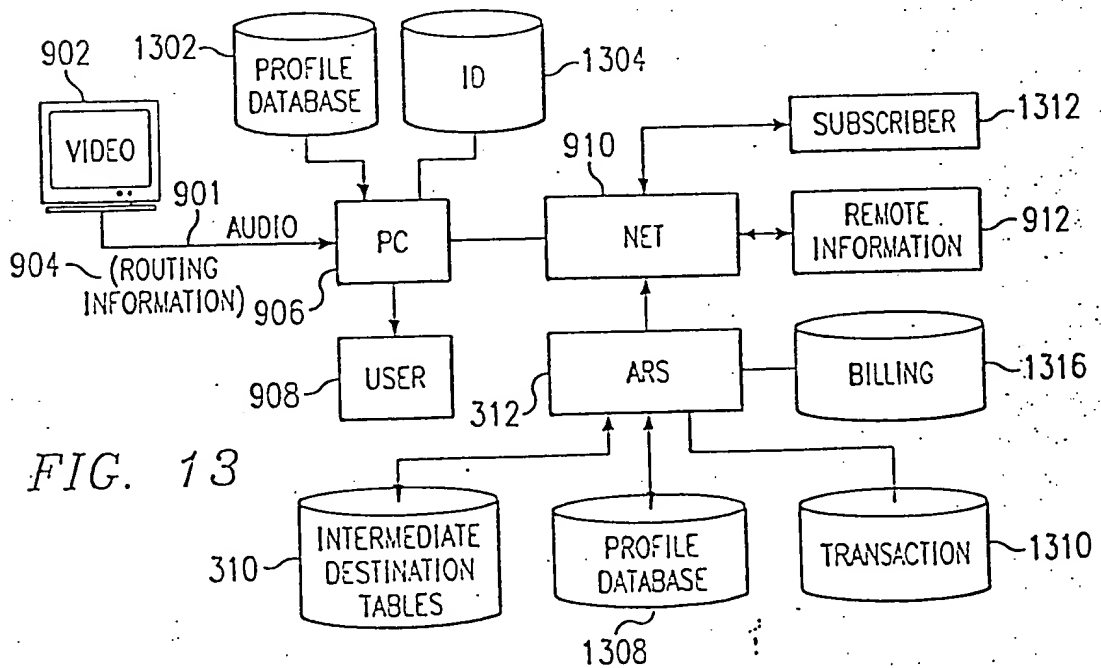 1302
PROFILE
DATABASE
ID
1304
902
VIDEO
SUBSCRIBER
1312
910
901
AUDIO
PC
NET
REMOTE
INFORMATION
912
904
(ROUTING
INFORMATION)
906
USER
908
ARS
312
BILLING
1316
FIG. 13
INTERMEDIATE
DESTINATION
TABLES
310
PROFILE
DATABASE
1308
TRANSACTION
1310